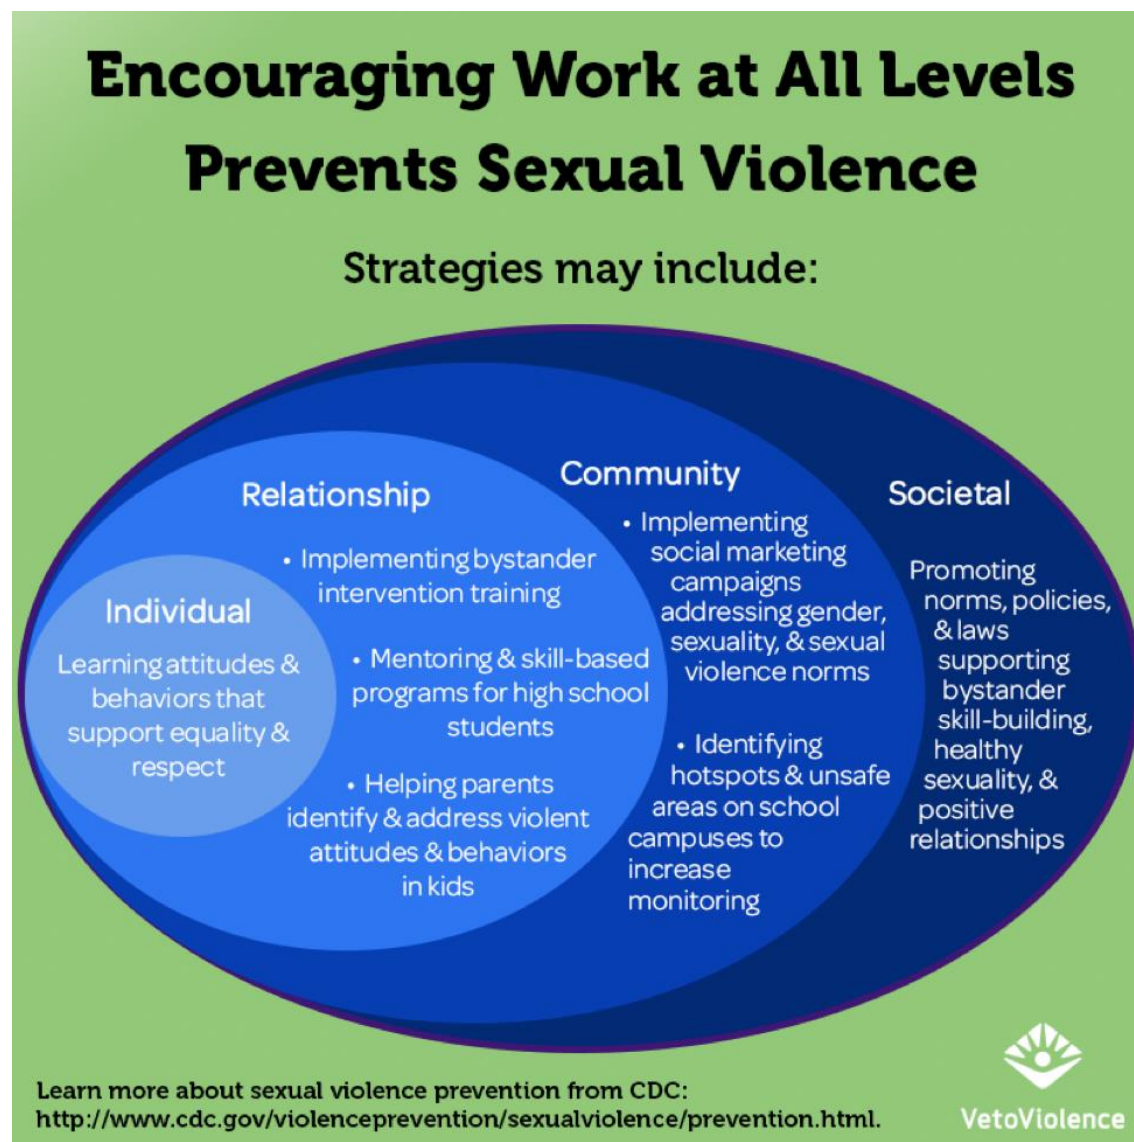 Encouraging Work at All Levels
Prevents Sexual Violence
Strategies may include:
Individual
Learning attitudes &
behaviors that
support equality &
respect
Relationship
• Implementing bystander
intervention training
• Mentoring & skill-based
programs for high school
students
• Helping parents
identify & address violent
attitudes & behaviors
in kids
Community
• Implementing
social marketing
campaigns
addressing gender,
sexuality, & sexual
violence norms
• Identifying
hotspots & unsafe
areas on school
campuses to
increase
monitoring
Societal
Promoting
norms, policies,
& laws
supporting
bystander
skill-building,
healthy
sexuality, &
positive
relationships
Learn more about sexual violence prevention from CDC:
http://www.cdc.gov/violenceprevention/sexualviolence/prevention.html.
VetoViolence